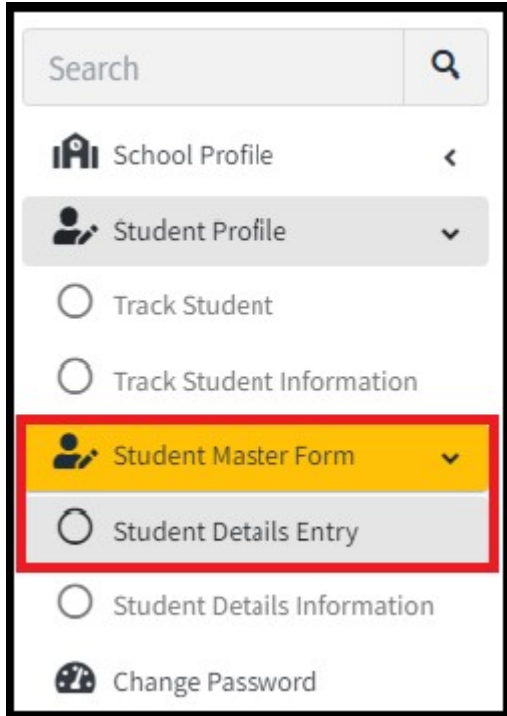 Search
School Profile
Student Profile
Track Student
Track Student Information
Student Master Form
Student Details Entry
Student Details Information
Change Password